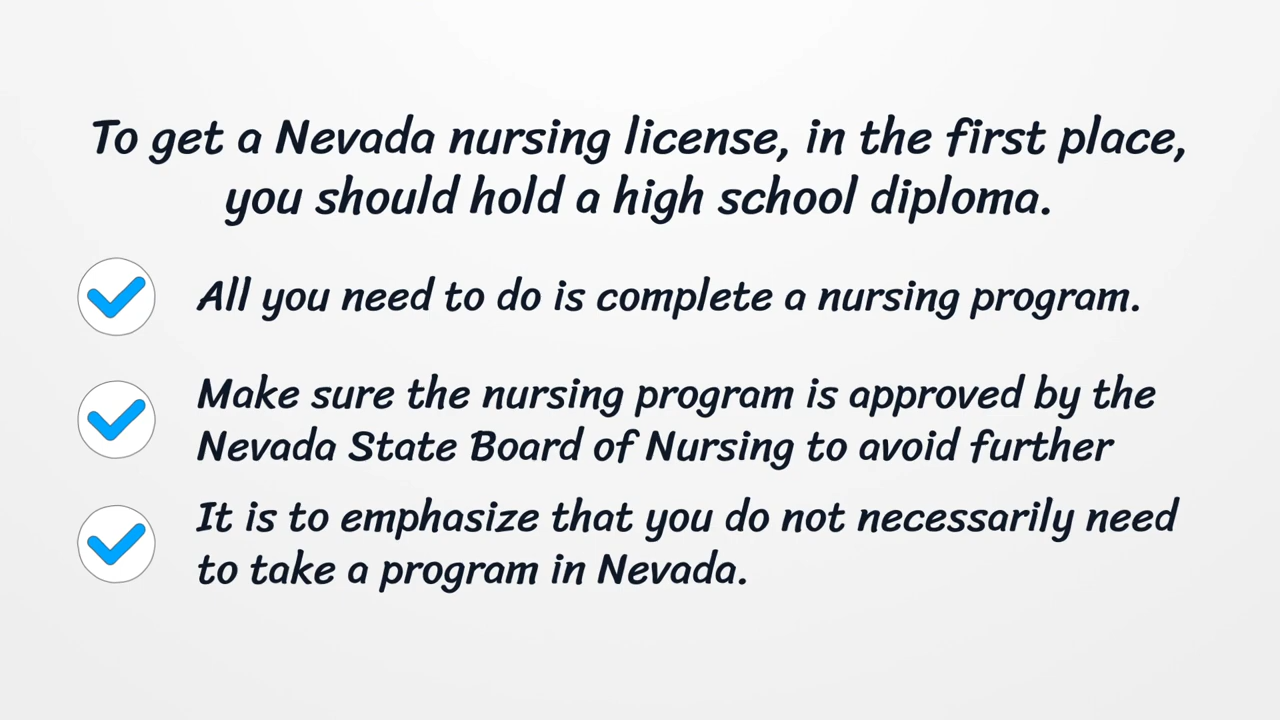 To get a Nevada nursing license, in the first place,
you should hold a high school diploma.
All you need to do is complete a nursing program.
Make sure the nursing program is approved by the
Nevada State Board of Nursing to avoid further
It is to emphasize that you do not necessarily need
to take a program in Nevada.